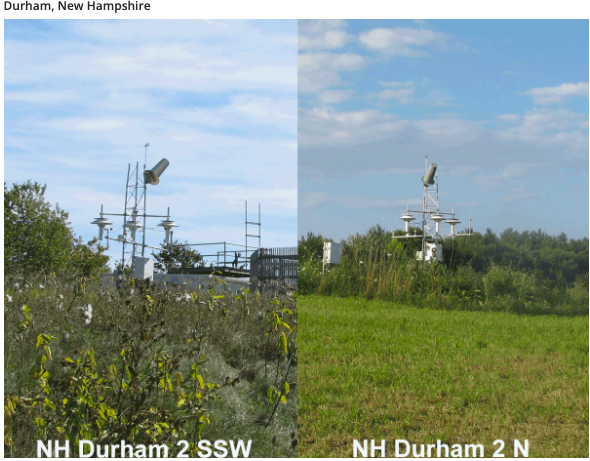 Durham, New Hampshire
NH Durham 2 SSW
NH Durham 2 N